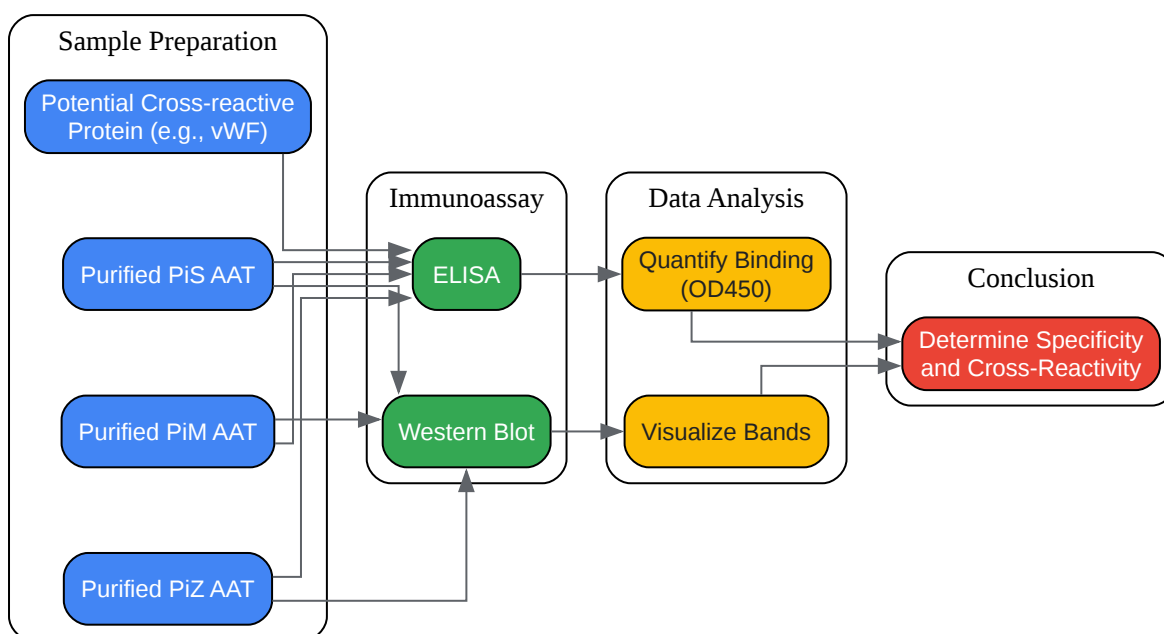 Sample Preparation
Potential Cross-reactive
Protein (e.g., vWF)
Purified PiS AAT
Purified PiM AAT
Purified PiZ AAT
Immunoassay
ELISA
Western Blot
Data Analysis
Quantify Binding
(OD450)
Visualize Bands
Conclusion
Determine Specificity
and Cross-Reactivity